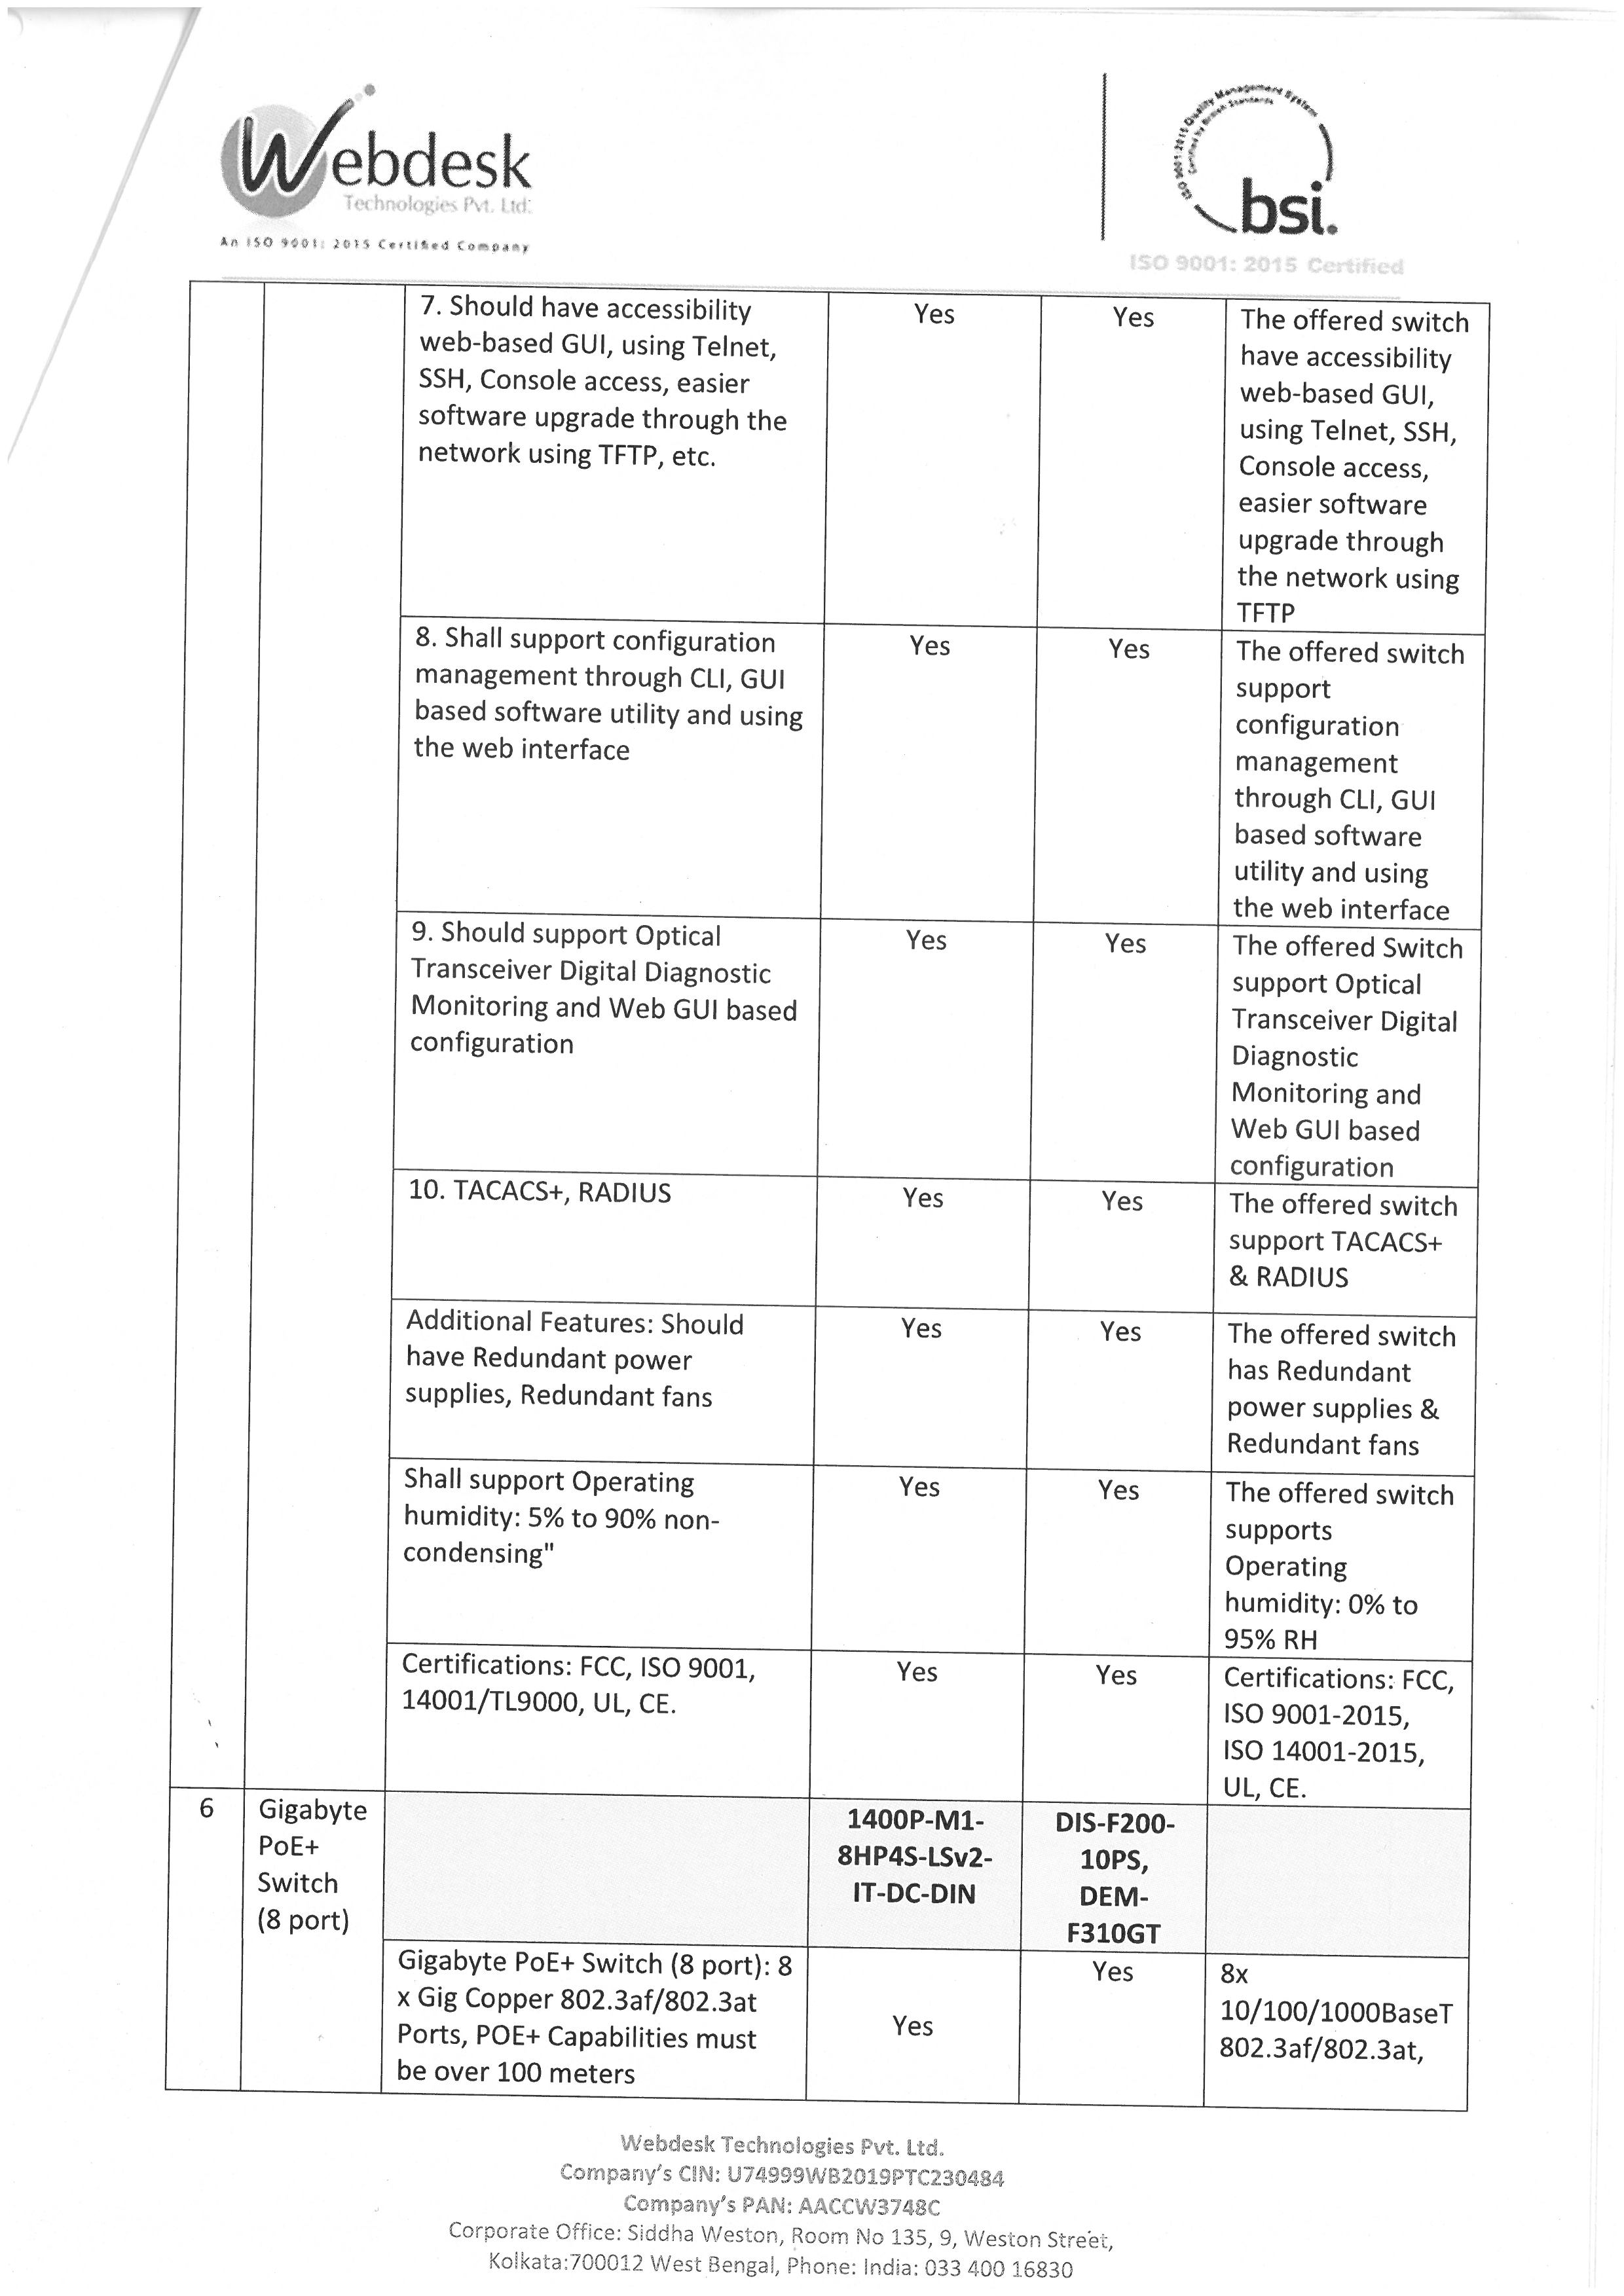 Webdesk
Technologies Pvt. Ltd.
An ISO 9001: 2015 Certified Company
ISO 9001:2015 Quality Management System
Certified by British Standards
bsi.
ISO 9001: 2015 Certified
7. Should have accessibility
web-based GUI, using Telnet,
SSH, Console access, easier
software upgrade through the
network using TFTP, etc.
Yes
Yes
The offered switch
have accessibility
web-based GUI,
using Telnet, SSH,
Console access,
easier software
upgrade through
the network using
TFTP
8. Shall support configuration
management through CLI, GUI
based software utility and using
the web interface
Yes
Yes
The offered switch
support
configuration
management
through CLI, GUI
based software
utility and using
the web interface
9. Should support Optical
Transceiver Digital Diagnostic
Monitoring and Web GUI based
configuration
Yes
Yes
The offered Switch
support Optical
Transceiver Digital
Diagnostic
Monitoring and
Web GUI based
configuration
10. TACACS+, RADIUS
Yes
Yes
The offered switch
support TACACS+
& RADIUS
Additional Features: Should
have Redundant power
supplies, Redundant fans
Yes
Yes
The offered switch
has Redundant
power supplies &
Redundant fans
Shall support Operating
humidity: 5% to 90% non-
condensing"
Yes
Yes
The offered switch
supports
Operating
humidity: 0% to
95% RH
Certifications: FCC, ISO 9001,
14001/TL9000, UL, CE.
Yes
Yes
Certifications: FCC,
ISO 9001-2015,
ISO 14001-2015,
UL, CE.
6
Gigabyte
PoE+
Switch
(8 port)
1400P-M1-
8HP4S-LSv2-
IT-DC-DIN
DIS-F200-
10PS,
DEM-
F310GT
Gigabyte PoE+ Switch (8 port): 8
x Gig Copper 802.3af/802.3at
Ports, POE+ Capabilities must
be over 100 meters
Yes
Yes
8x
10/100/1000BaseT
802.3af/802.3at,
Webdesk Technologies Pvt. Ltd.
Company's CIN: U74999WB2019PTC230484
Company's PAN: AACCW3748C
Corporate Office: Siddha Weston, Room No 135, 9, Weston Street,
Kolkata:700012 West Bengal, Phone: India: 033 400 16830